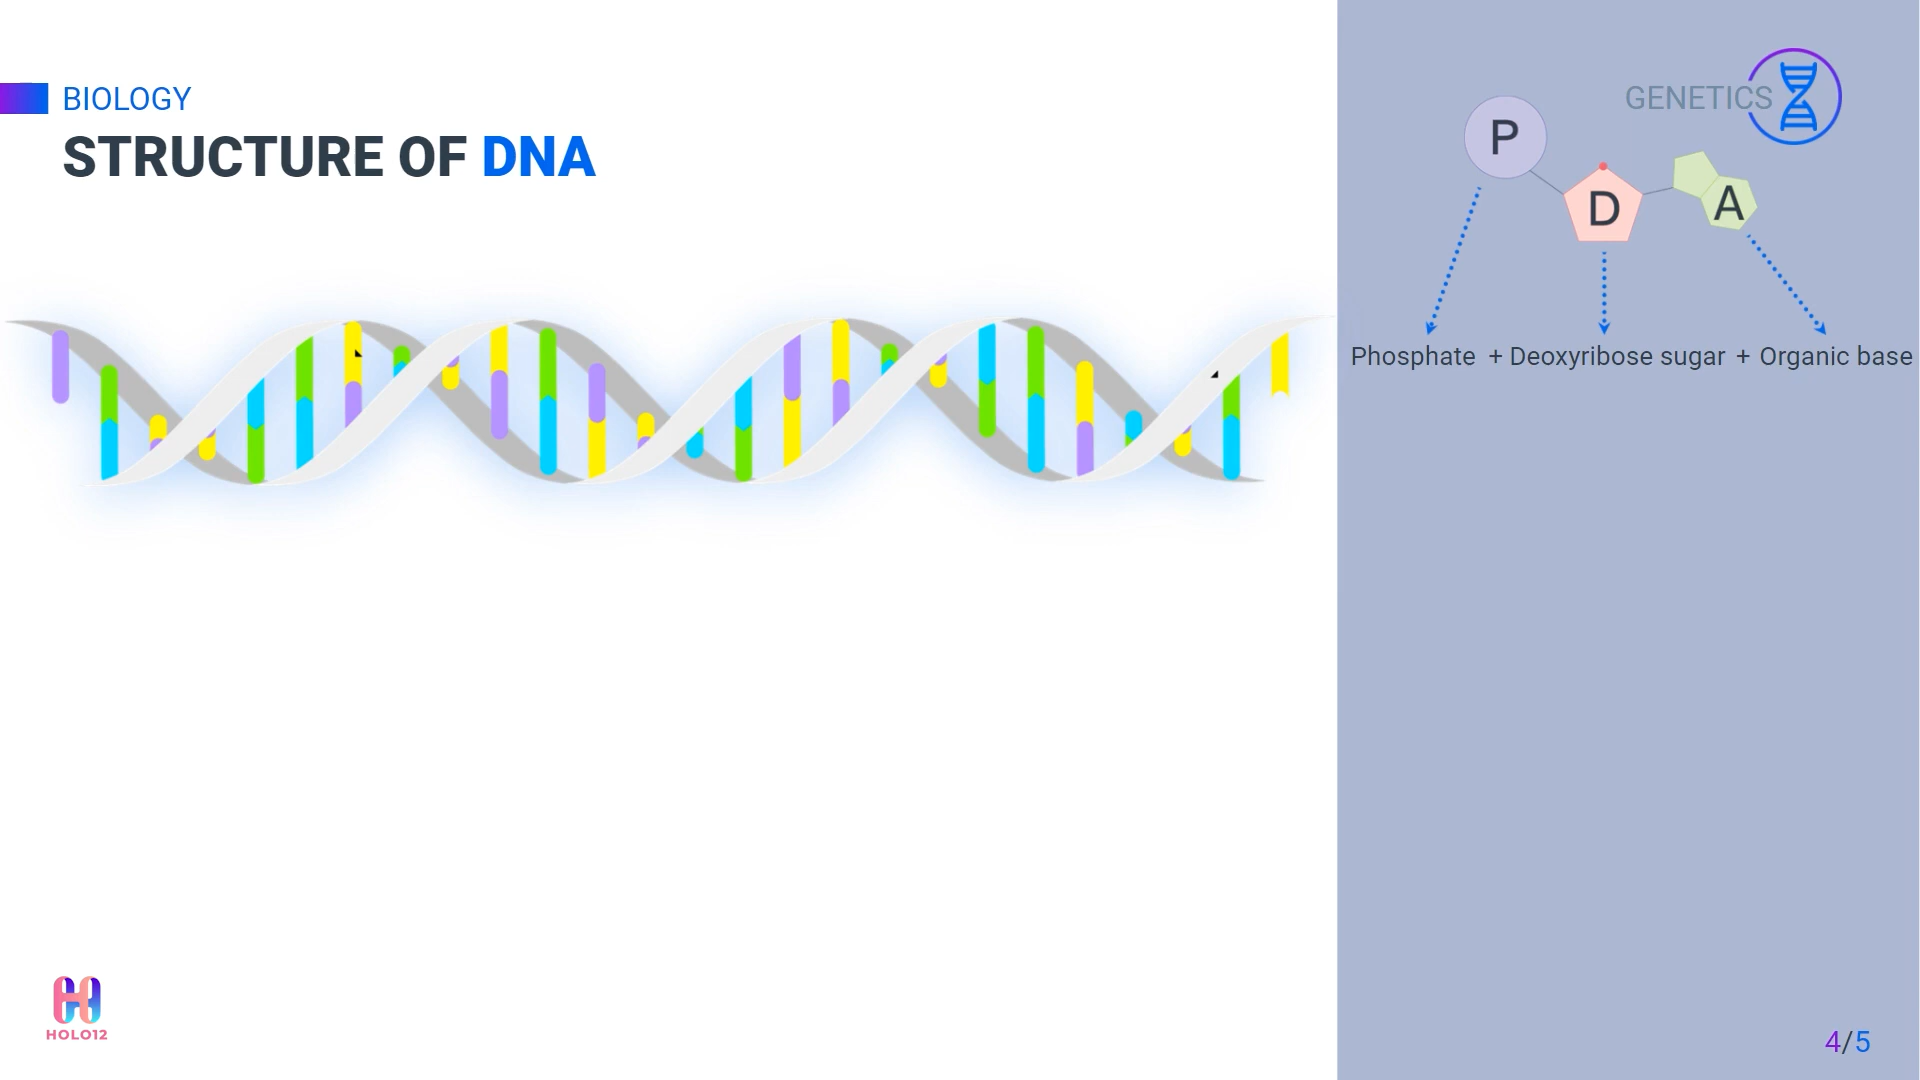 BIOLOGY
STRUCTURE OF DNA
GENETICS
P
D
A
Phosphate + Deoxyribose sugar + Organic base
HOLO12
4/5